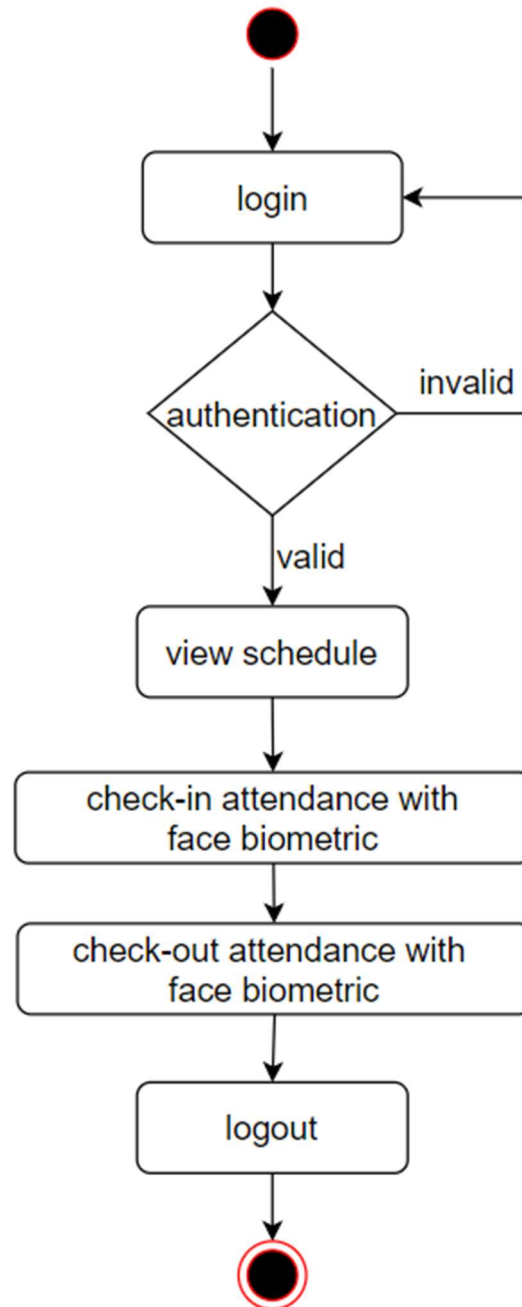 login
authentication
invalid
valid
view schedule
check-in attendance with
face biometric
check-out attendance with
face biometric
logout